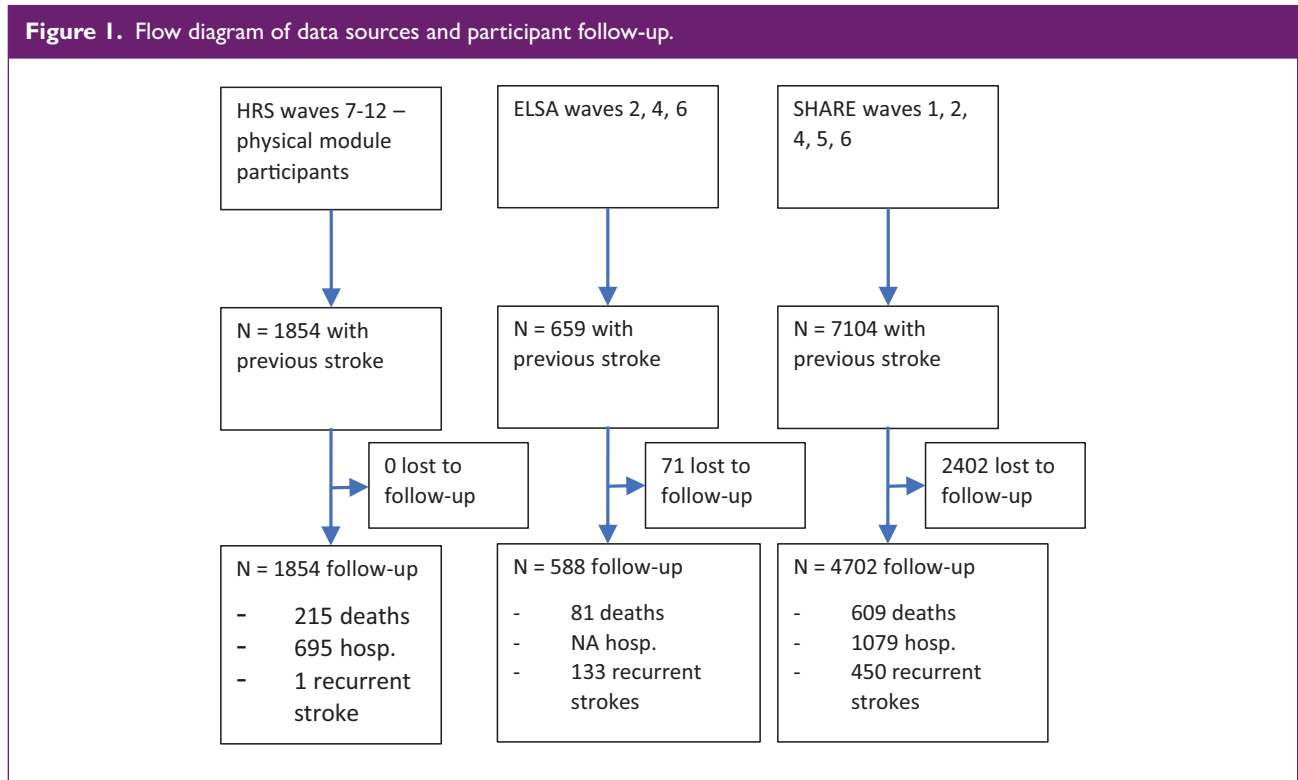 Figure 1. Flow diagram of data sources and participant follow-up.
HRS waves 7-12 –
physical module
participants
ELSA waves 2, 4, 6
SHARE waves 1, 2,
4, 5, 6
N = 1854 with
previous stroke
N = 659 with
previous stroke
N = 7104 with
previous stroke
0 lost to
follow-up
71 lost to
follow-up
2402 lost to
follow-up
N = 1854 follow-up
- 215 deaths
- 695 hosp.
- 1 recurrent
stroke
N = 588 follow-up
- 81 deaths
- NA hosp.
- 133 recurrent
strokes
N = 4702 follow-up
- 609 deaths
- 1079 hosp.
- 450 recurrent
strokes